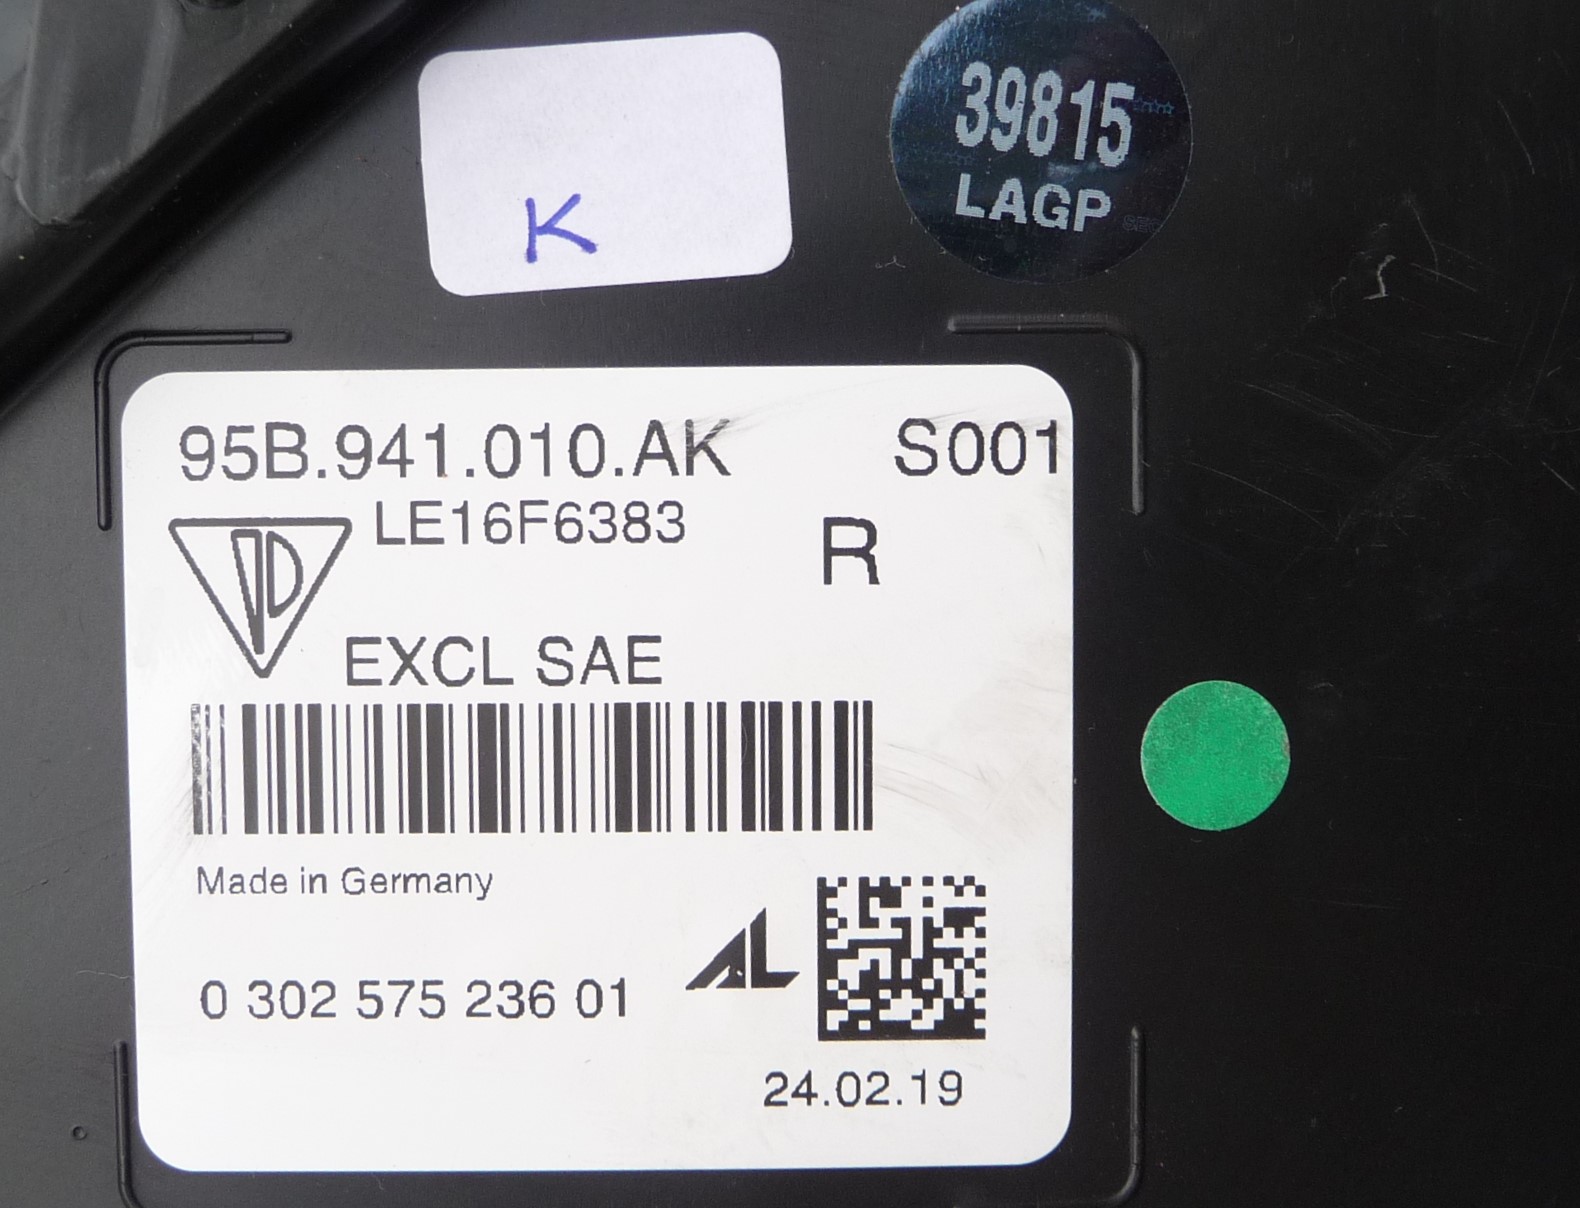 K
39815
LAGP
95B.941.010.AK S001
LE16F6383
R
EXCL SAE
Made in Germany
AL
0 302 575 236 01
24.02.19